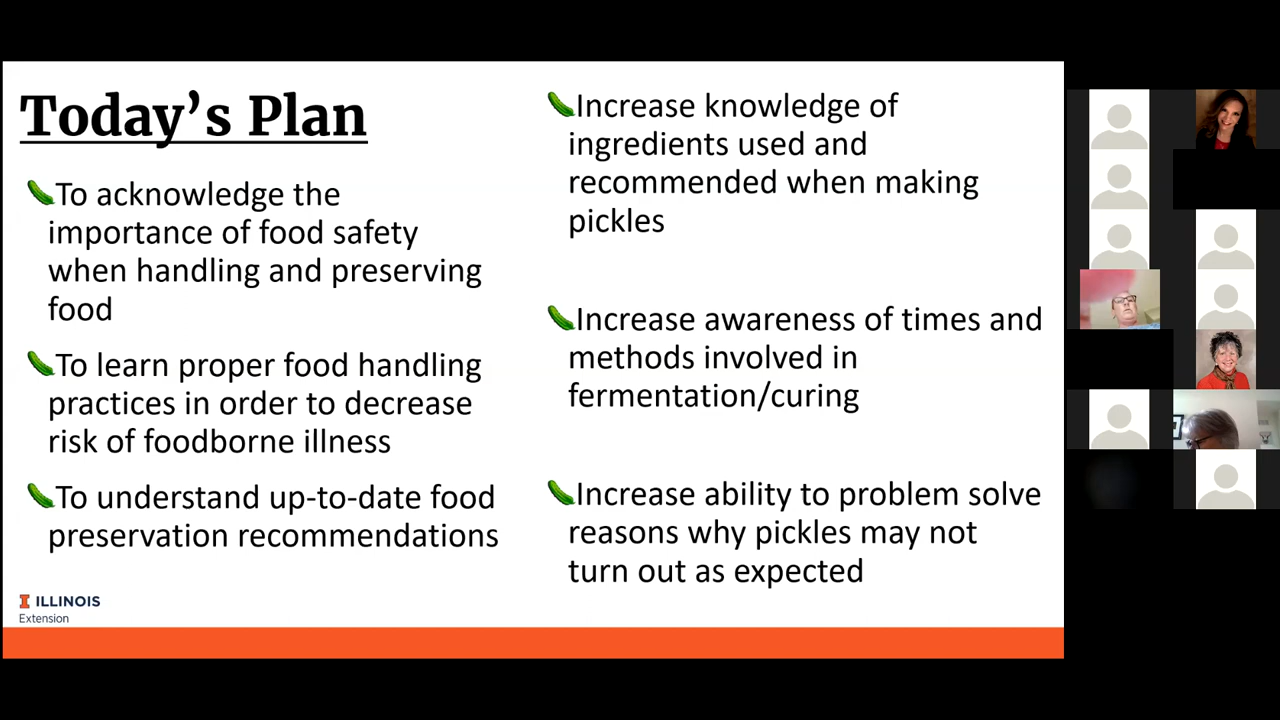 Today's Plan
To acknowledge the
importance of food safety
when handling and preserving
food
To learn proper food handling
practices in order to decrease
risk of foodborne illness
To understand up-to-date food
preservation recommendations
Increase knowledge of
ingredients used and
recommended when making
pickles
Increase awareness of times and
methods involved in
fermentation/curing
Increase ability to problem solve
reasons why pickles may not
turn out as expected
I ILLINOIS
Extension